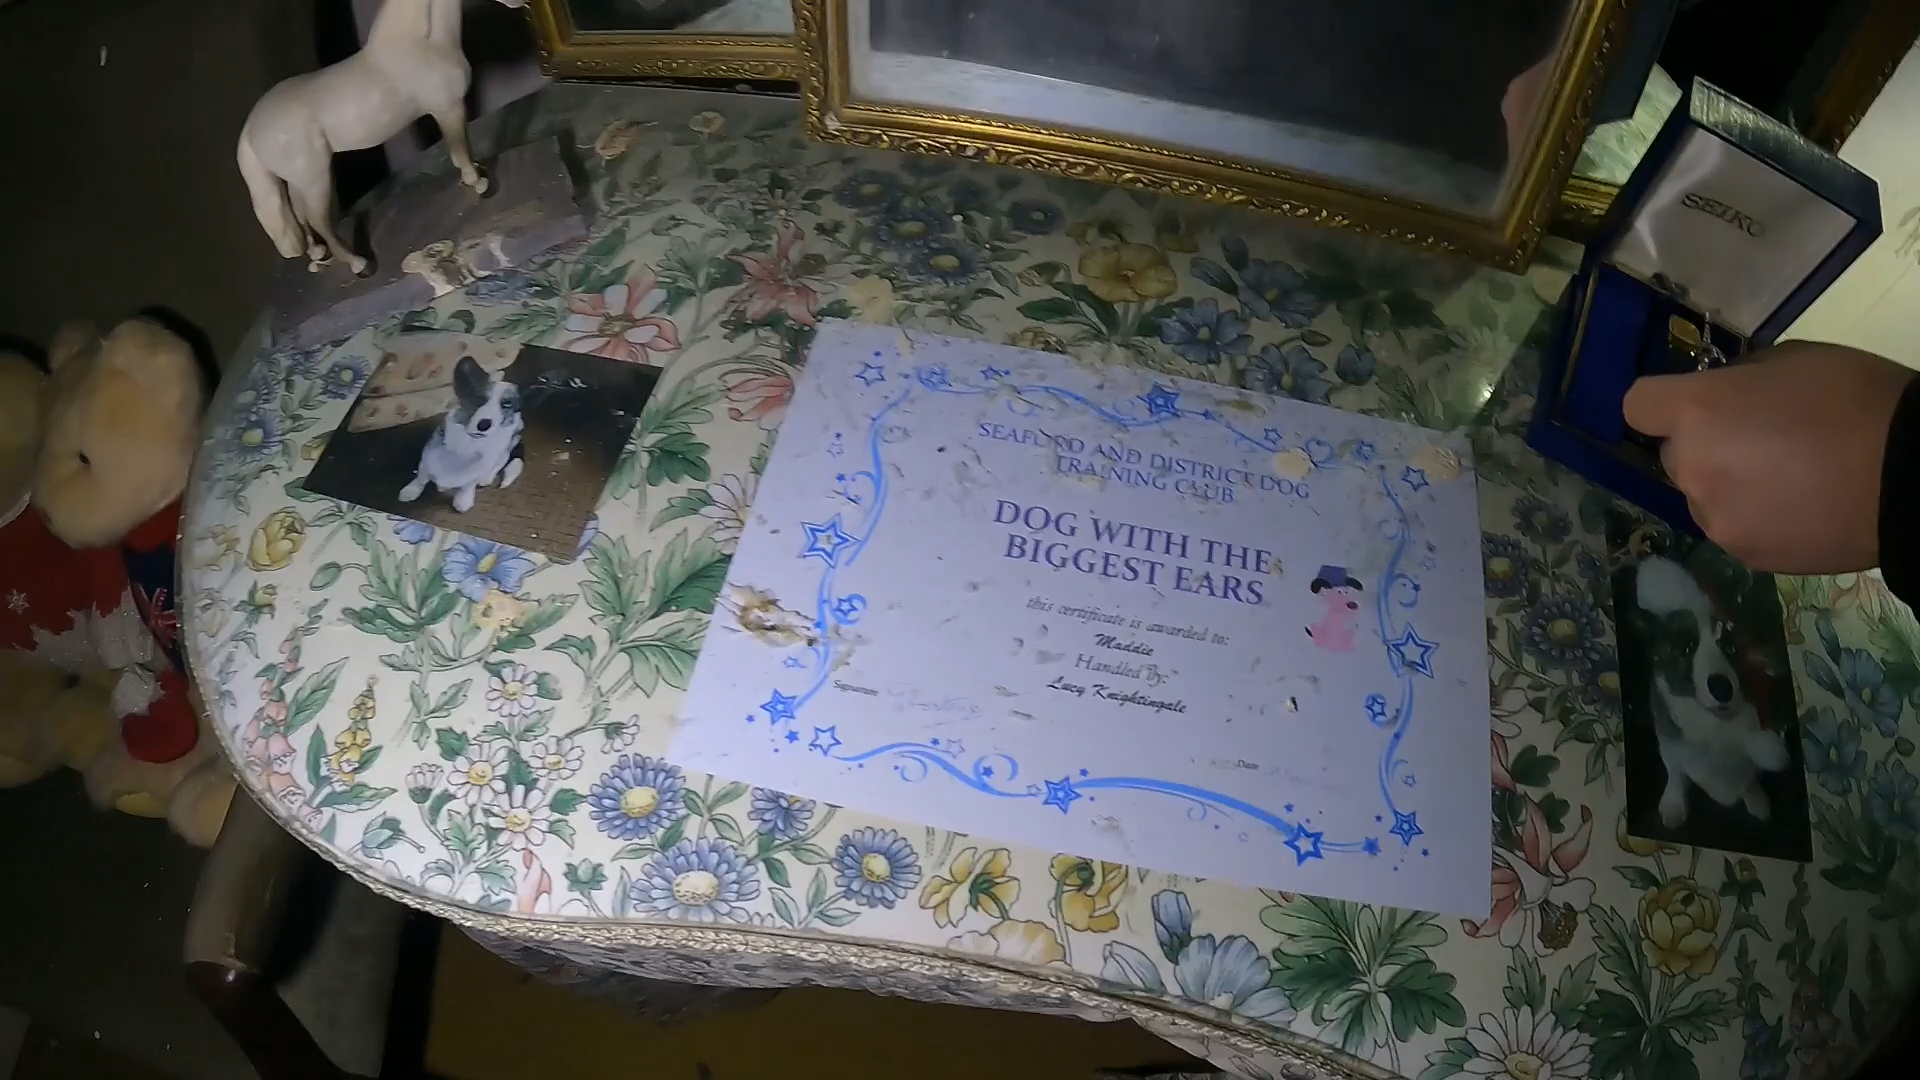 SEIKO
SEAFORD AND DISTRICT DOG
TRAINING CLUB
DOG WITH THE
BIGGEST EARS
this certificate is awarded to:
Maddie
Handled by:
Lucy Knightingale
Signature
Date